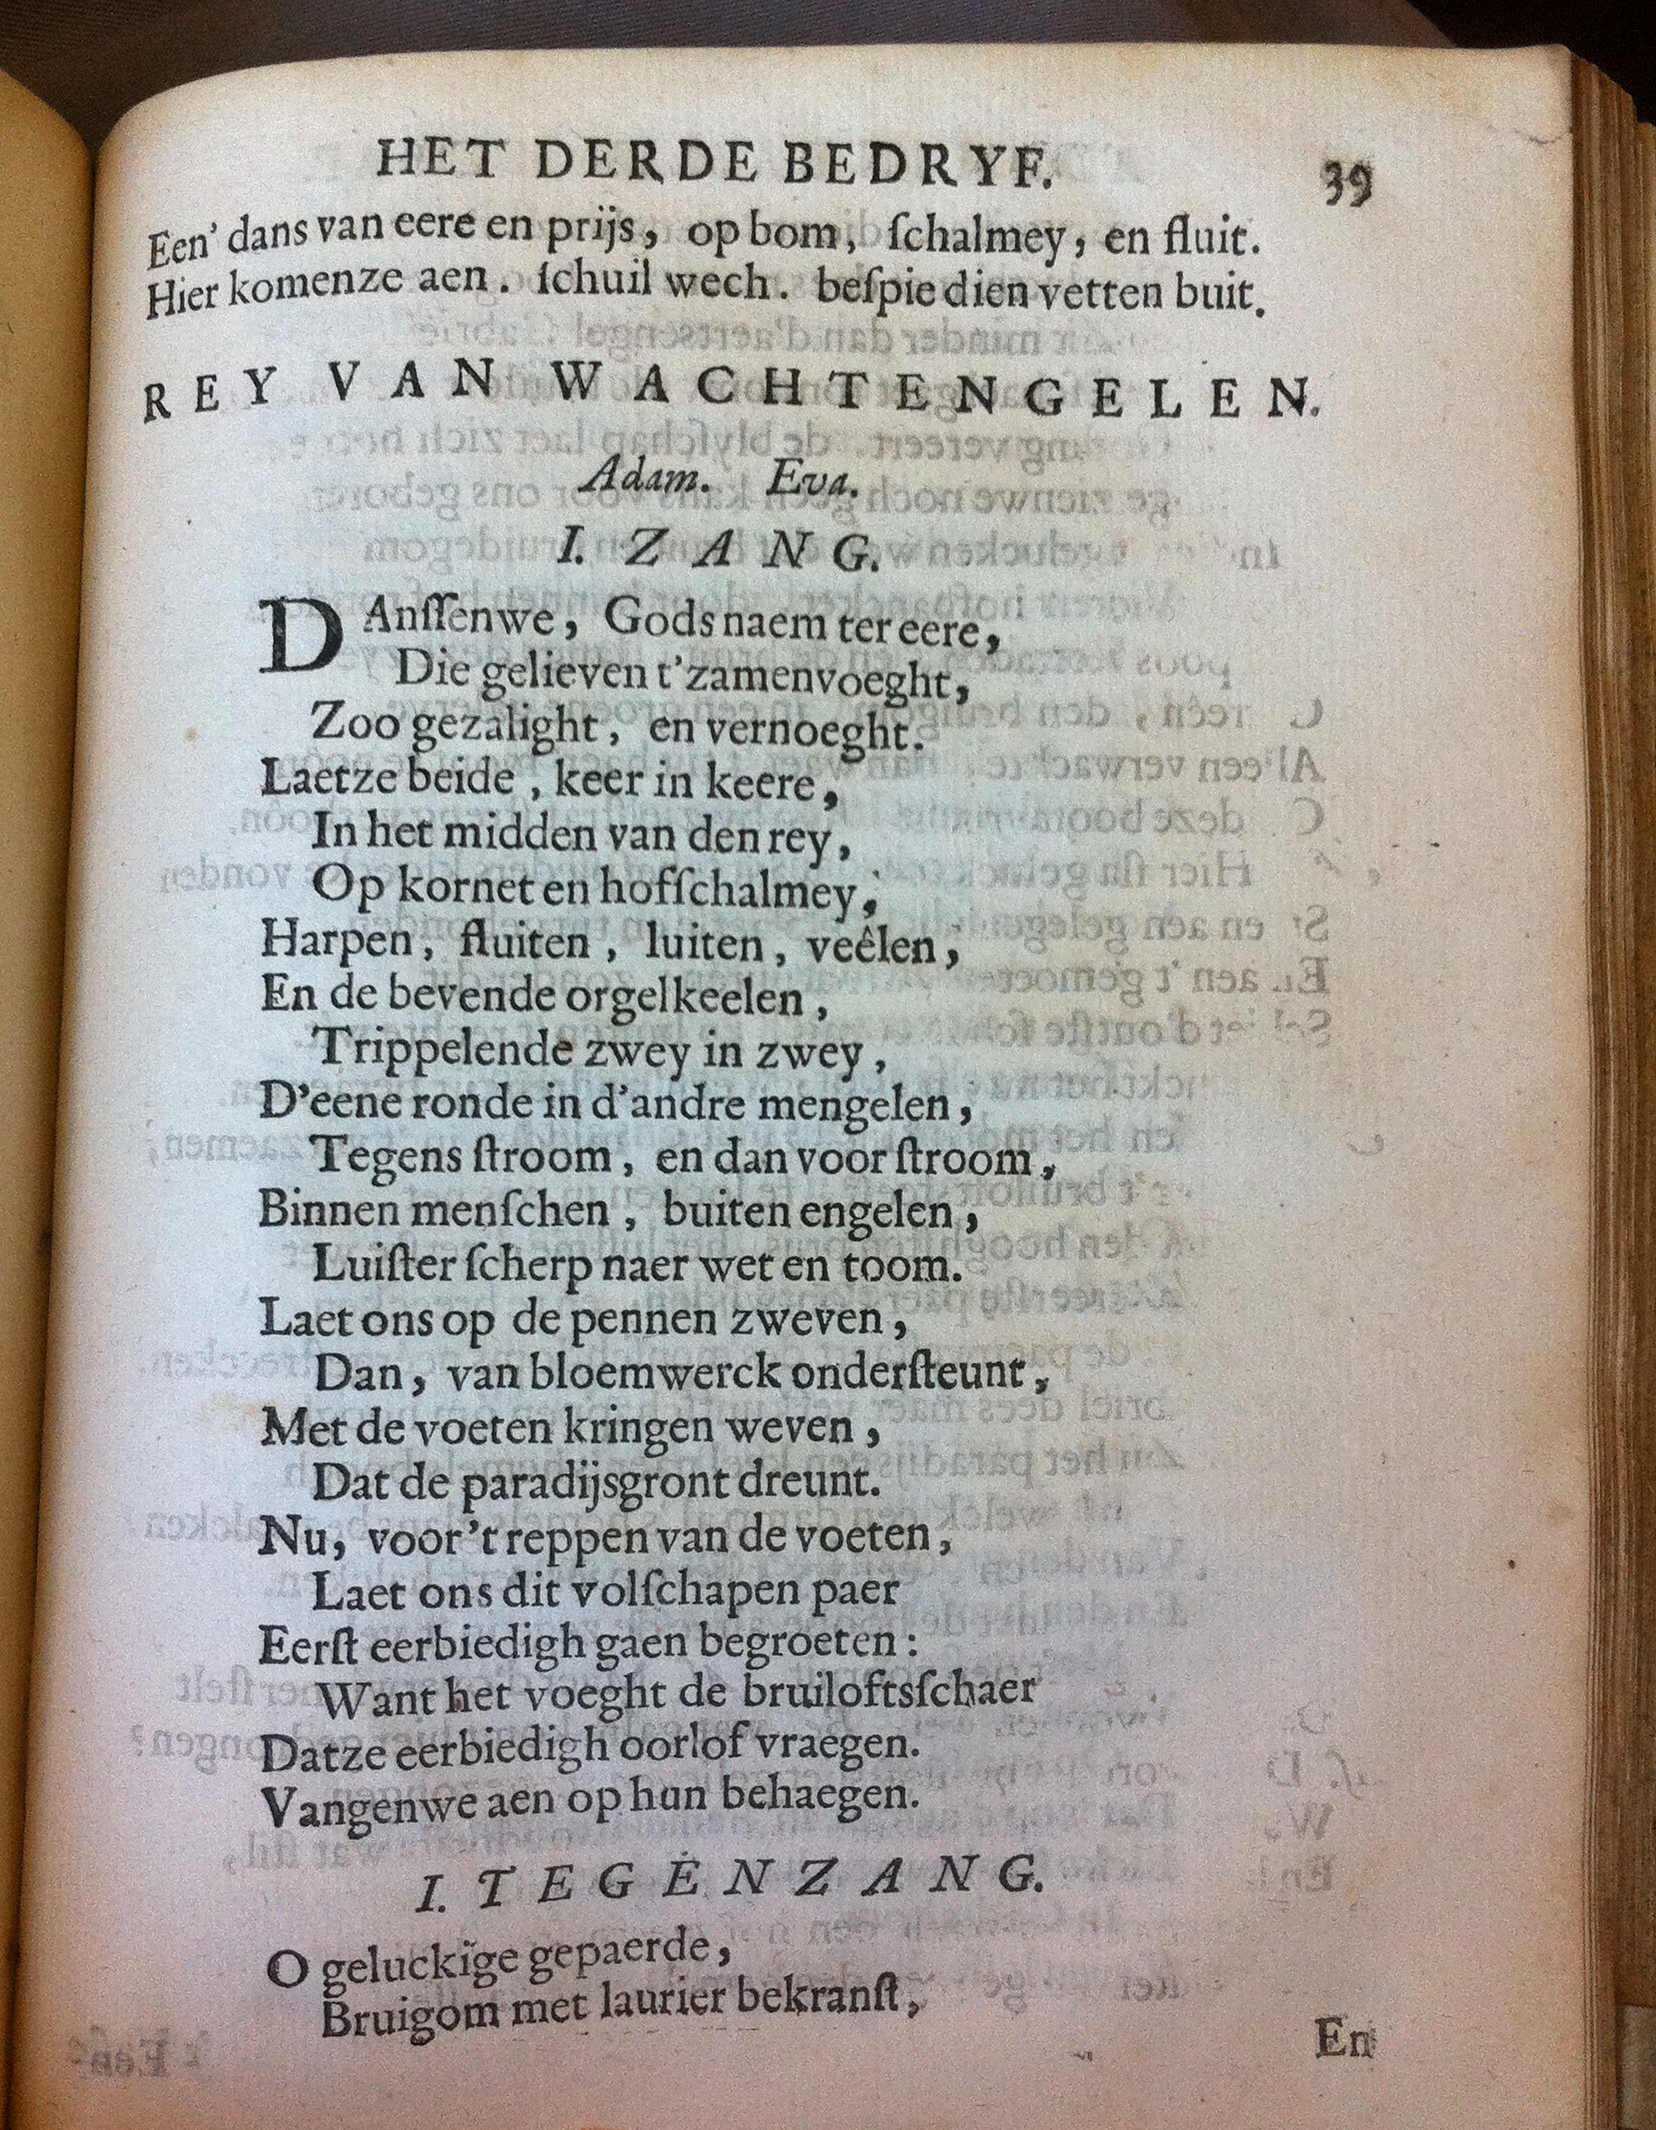 HET DERDE BEDRYF. 39
Een' dans van eere en prijs, op bom, ſchalmey, en fluit.
Hier komenze aen. ſchuil wech. beſpie dien vetten buit.
REY VAN WACHTENGELEN.
Adam. Eva.
I. ZANG.
DAnſſenwe, Gods naem ter eere,
Die gelieven t'zamenvoeght,
Zoo gezalight, en vernoeght.
Laetze beide, keer in keere,
In het midden van den rey,
Op kornet en hofſchalmey,
Harpen, fluiten, luiten, veêlen,
En de bevende orgelkeelen,
Trippelende zwey in zwey,
D'eene ronde in d'andre mengelen,
Tegens ſtroom, en dan voor ſtroom,
Binnen menſchen, buiten engelen,
Luiſter ſcherp naer wet en toom.
Laet ons op de pennen zweven,
Dan, van bloemwerck onderſteunt,
Met de voeten kringen weven,
Dat de paradijsgront dreunt.
Nu, voor 't reppen van de voeten,
Laet ons dit volſchapen paer
Eerſt eerbiedigh gaen begroeten:
Want het voeght de bruiloftsſchaer
Datze eerbiedigh oorlof vraegen.
Vangenwe aen op hun behaegen.
I. TEGENZANG.
O geluckige gepaerde,
Bruigom met laurier bekranſt,
En